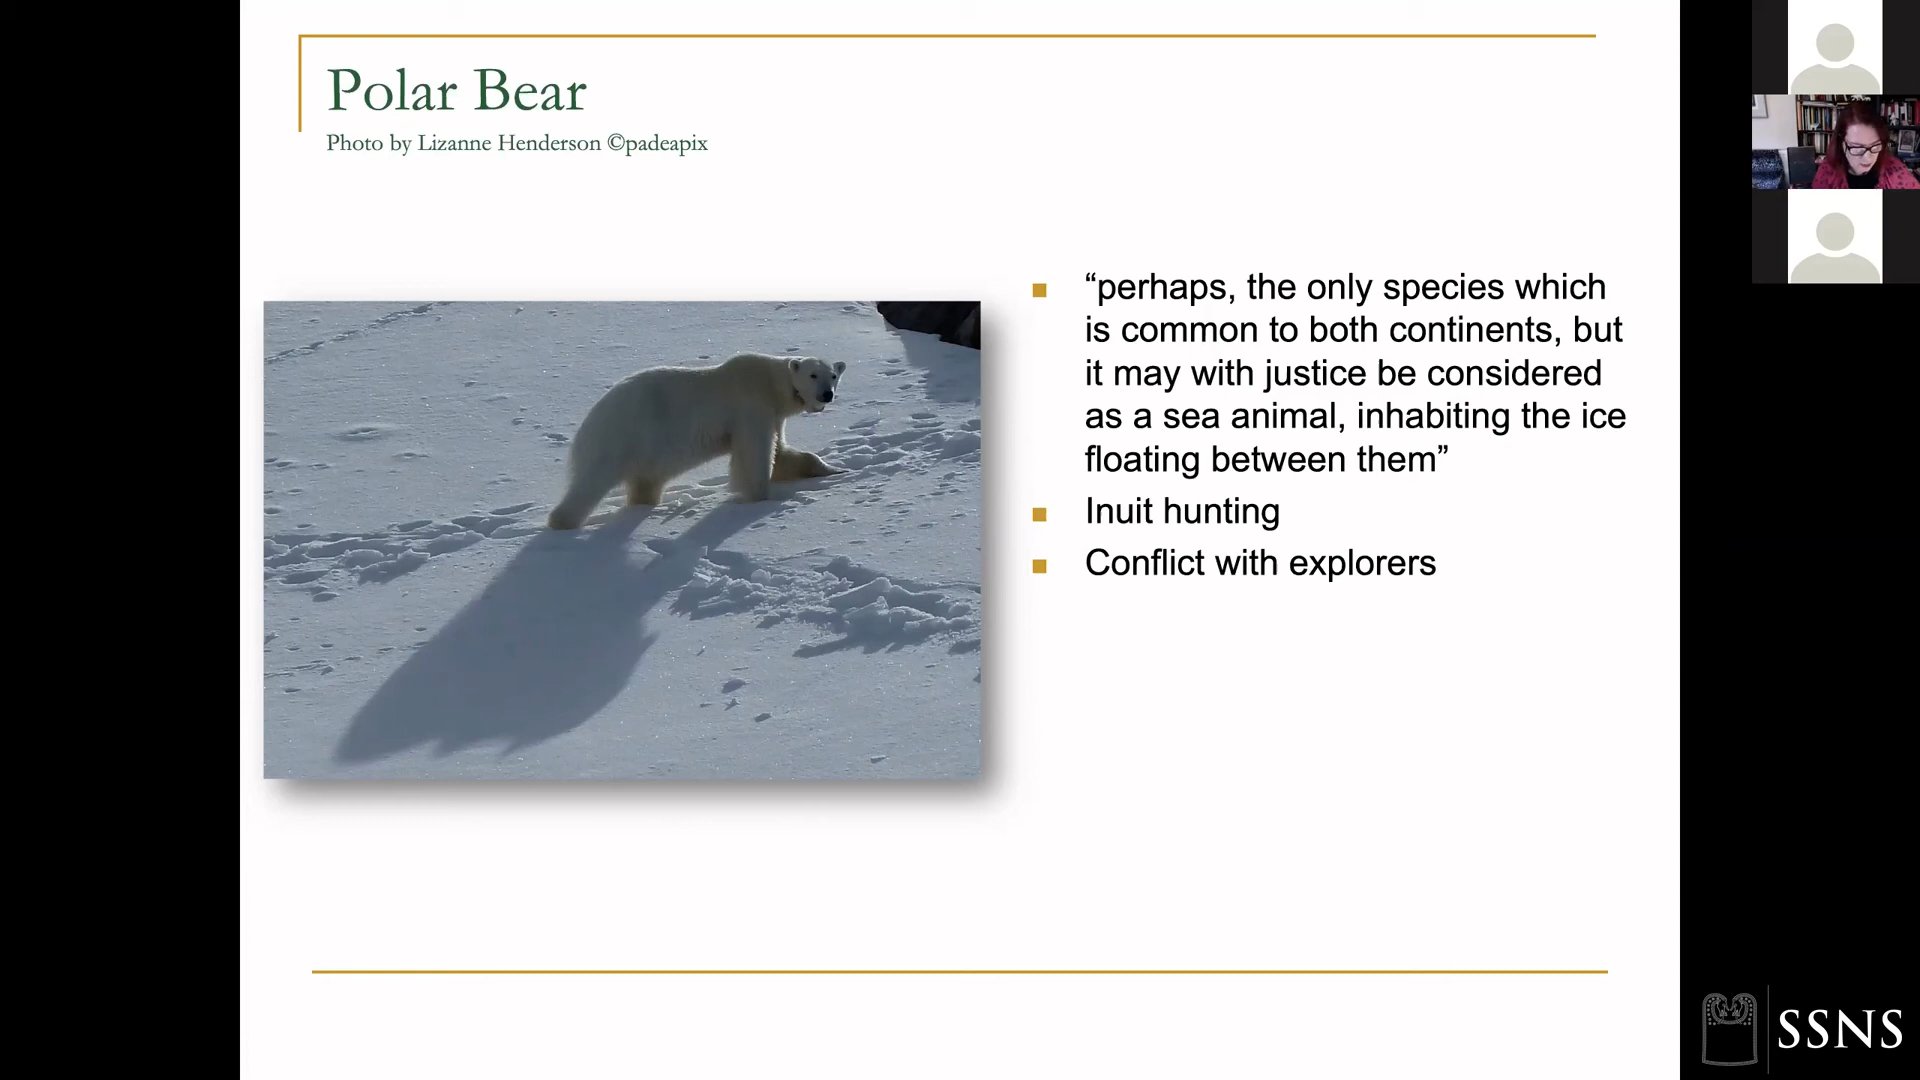 Polar Bear
Photo by Lizanne Henderson ©padeapix
“perhaps, the only species which
is common to both continents, but
it may with justice be considered
as a sea animal, inhabiting the ice
floating between them”
Inuit hunting
Conflict with explorers
SSNS